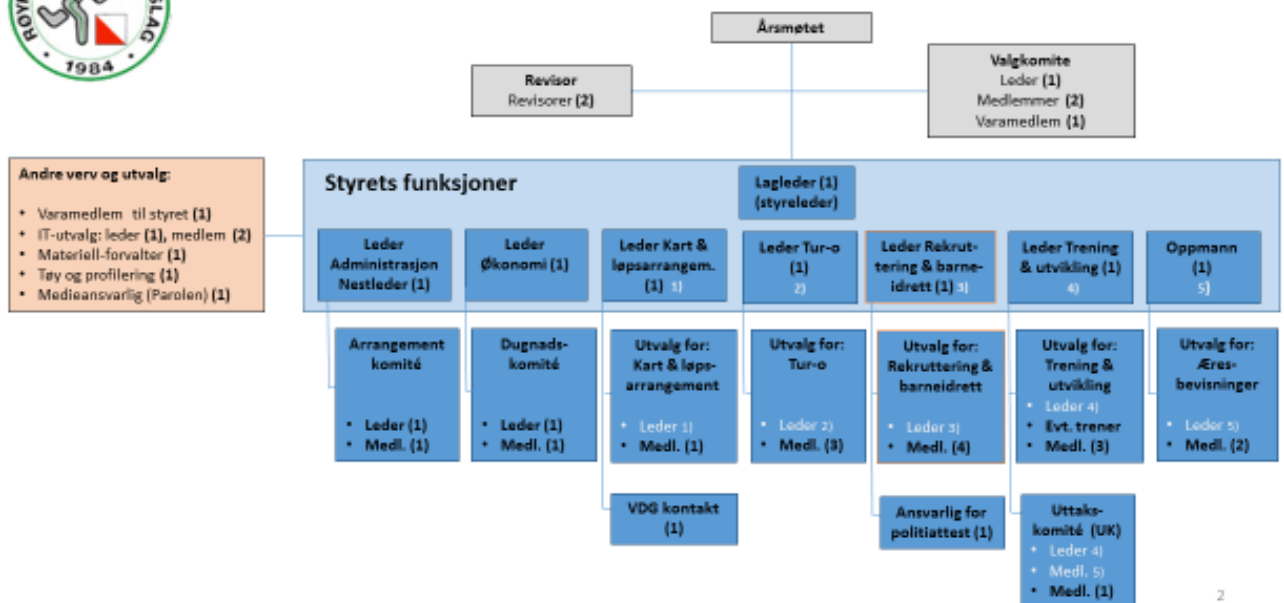 RØY
SLAG
• 1984 •
Årsmøtet
Revisor
Revisorer (2)
Valgkomite
Leder (1)
Medlemmer (2)
Varamedlem (1)
Andre verv og utvalg:
• Varamedlem til styret (1)
• IT-utvalg: leder (1), medlem (2)
• Materiell-forvalter (1)
• Tøy og profilering (1)
• Medieansvarlig (Parolen) (1)
Styrets funksjoner
Lagleder (1)
(styreleder)
Leder
Administrasjon
Nestleder (1)
Leder
Økonomi (1)
Leder Kart &
løpsarrangem.
(1) 1)
Leder Tur-o
(1)
2)
Leder Rekrut-
tering & barne-
idrett (1) 3)
Leder Trening
& utvikling (1)
4)
Oppmann
(1)
5)
Arrangement
komité
• Leder (1)
• Medl. (1)
Dugnads-
komité
• Leder (1)
• Medl. (1)
Utvalg for:
Kart & løps-
arrangement
• Leder 1)
• Medl. (1)
Utvalg for:
Tur-o
• Leder 2)
• Medl. (3)
Utvalg for:
Rekruttering &
barneidrett
• Leder 3)
• Medl. (4)
Utvalg for:
Trening &
utvikling
• Leder 4)
• Evt. trener
• Medl. (3)
Utvalg for:
Æres-
bevisninger
• Leder 5)
• Medl. (2)
VDG kontakt
(1)
Ansvarlig for
politiattest (1)
Uttaks-
komité (UK)
• Leder 4)
• Medl. 5)
• Medl. (1)
2